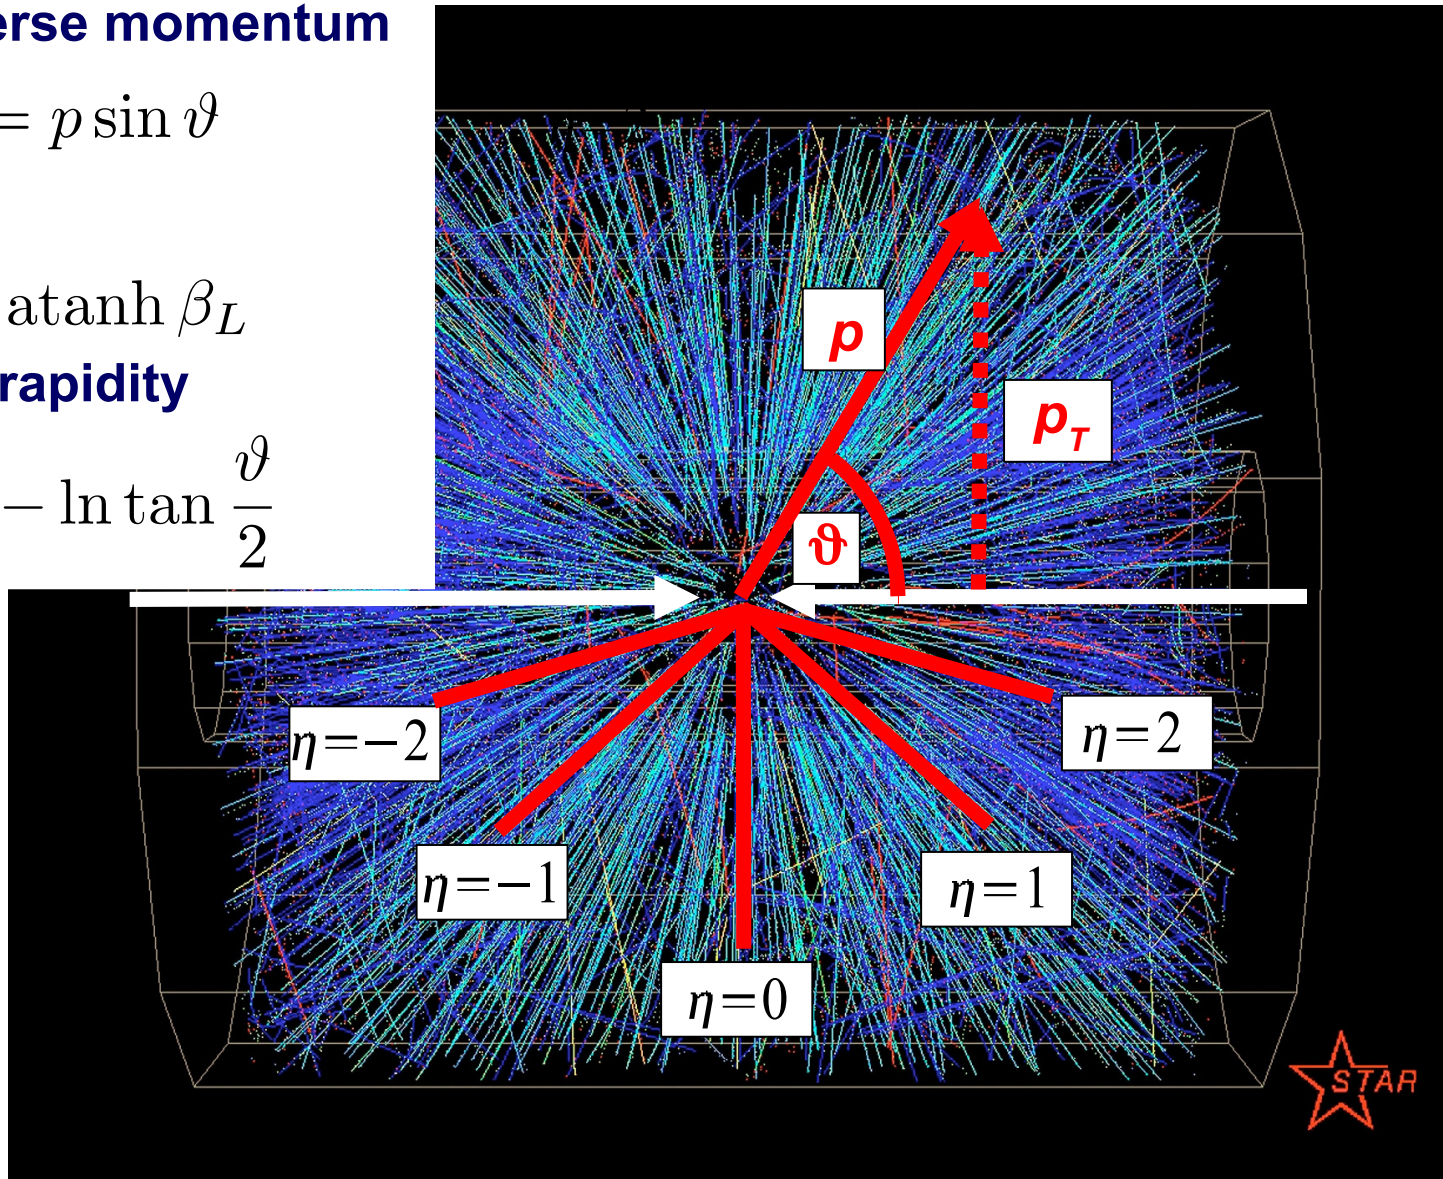 erse momentum
= p sin ϑ
atanh β_L
rapidity
− ln tan ϑ/2
p
p_T
ϑ
η=−2
η=2
η=−1
η=1
η=0
STAR